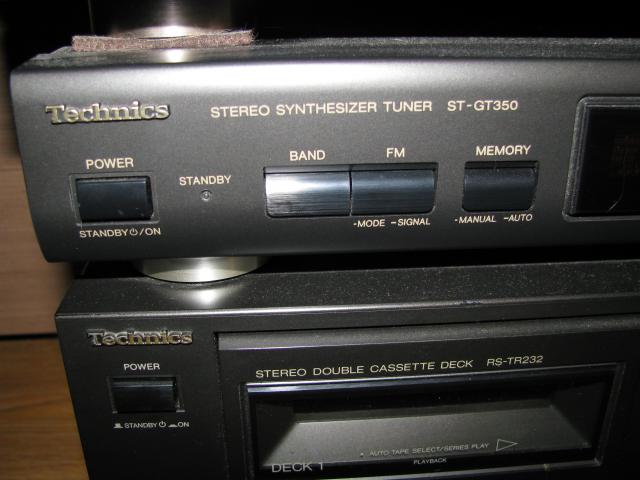 Technics STEREO SYNTHESIZER TUNER ST-GT350
POWER STANDBY BAND FM MEMORY
STANDBY⏻/ON -MODE -SIGNAL -MANUAL -AUTO
Technics
POWER STEREO DOUBLE CASSETTE DECK RS-TR232
STANDBY ⏻ ON
AUTO TAPE SELECT/SERIES PLAY
DECK 1 PLAYBACK